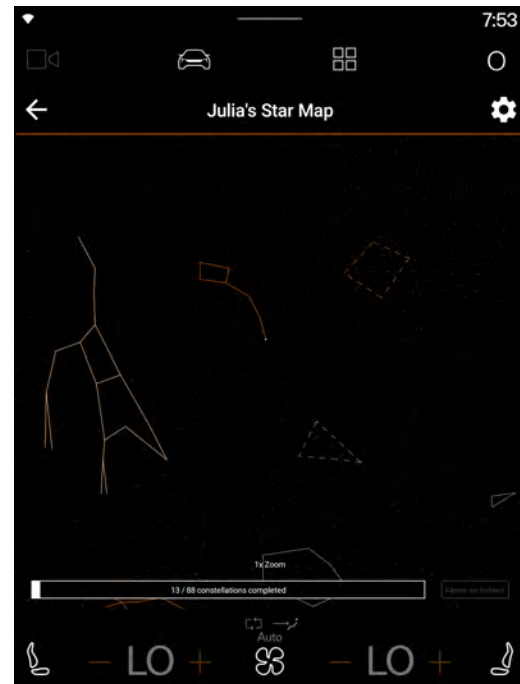 7:53
O
Julia's Star Map
1x Zoom
13 / 88 constellations completed
Auto
LO
LO